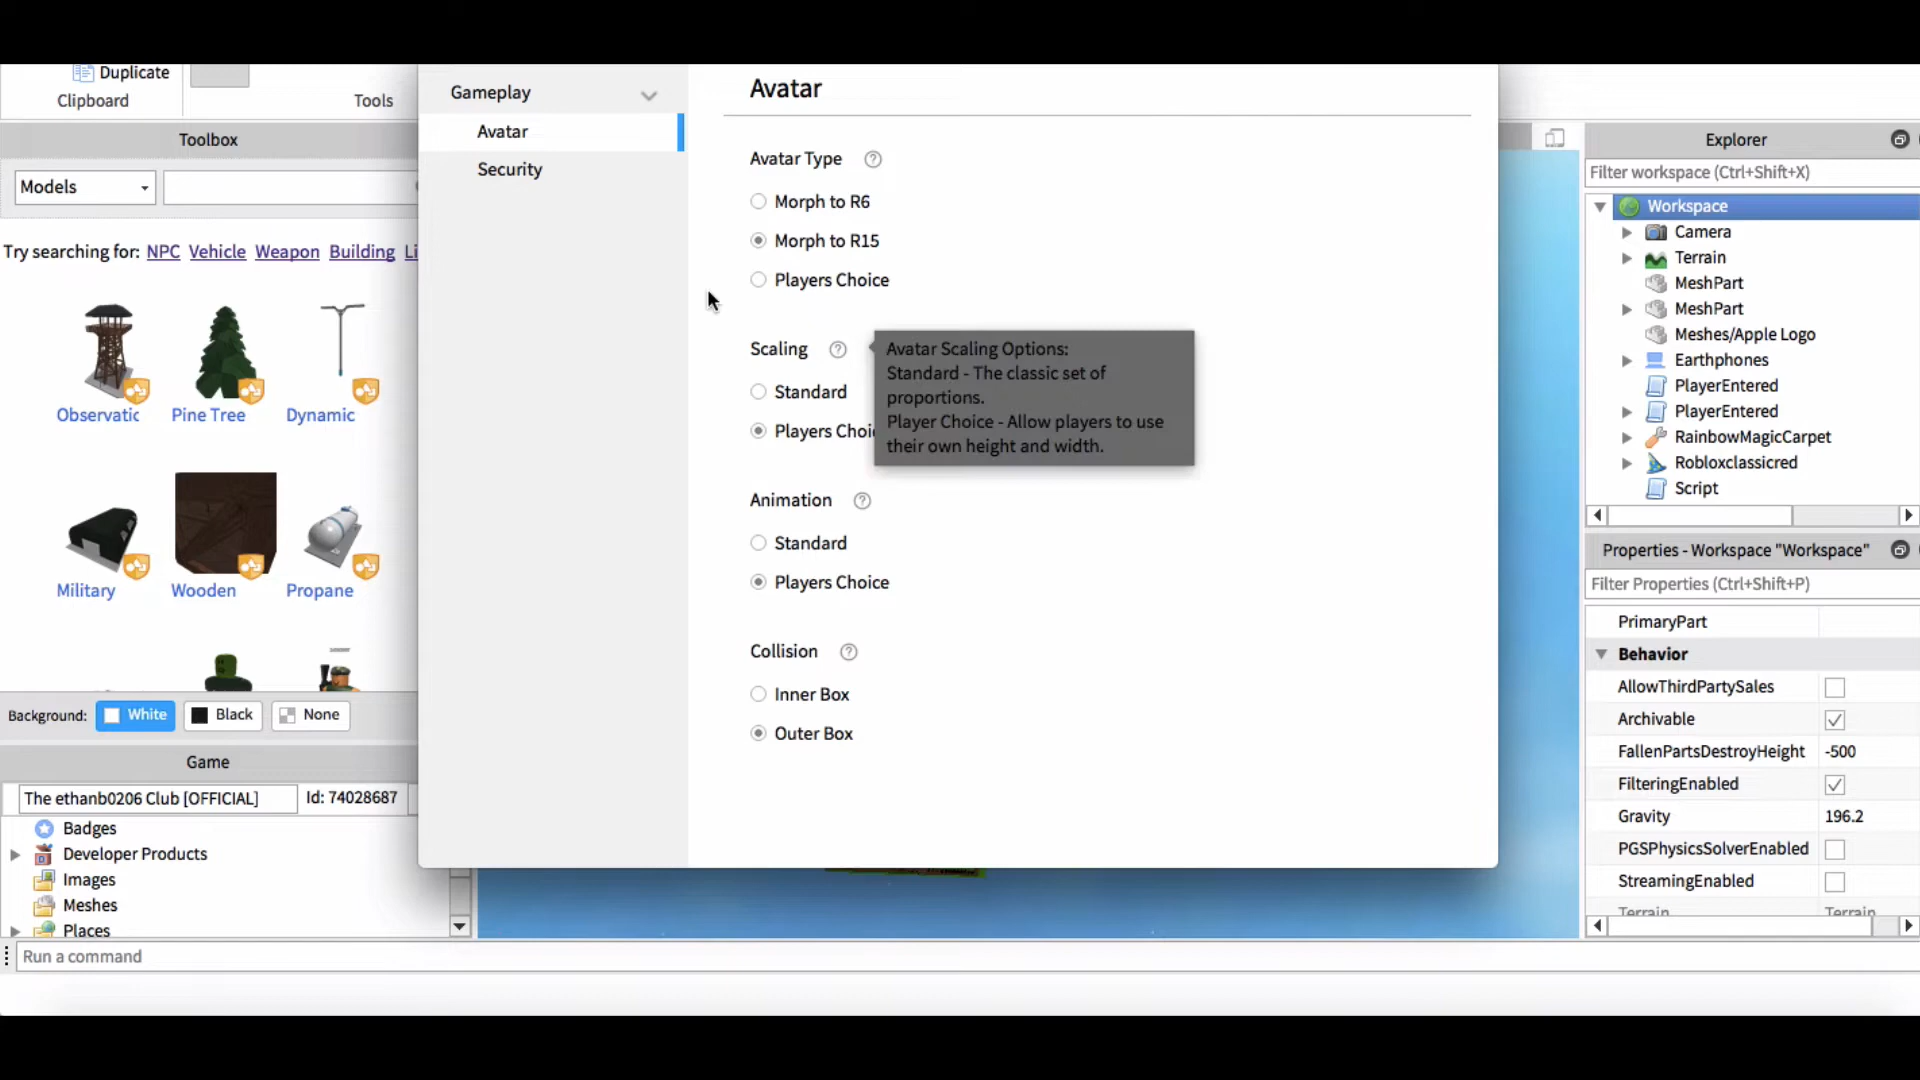 Duplicate
Clipboard
Tools
Toolbox
Models
Try searching for: NPC Vehicle Weapon Building Li
Observatic
Pine Tree
Dynamic
Military
Wooden
Propane
Background:
White
Black
None
Game
The ethanb0206 Club [OFFICIAL]
Id: 74028687
Badges
Developer Products
Images
Meshes
Places
Run a command
Gameplay
Avatar
Security
Avatar
Avatar Type
Morph to R6
Morph to R15
Players Choice
Scaling
Standard
Players Choi
Avatar Scaling Options:
Standard - The classic set of
proportions.
Player Choice - Allow players to use
their own height and width.
Animation
Standard
Players Choice
Collision
Inner Box
Outer Box
Explorer
Filter workspace (Ctrl+Shift+X)
Workspace
Camera
Terrain
MeshPart
MeshPart
Meshes/Apple Logo
Earthphones
PlayerEntered
PlayerEntered
RainbowMagicCarpet
Robloxclassicred
Script
Properties - Workspace "Workspace"
Filter Properties (Ctrl+Shift+P)
PrimaryPart
Behavior
AllowThirdPartySales
Archivable
FallenPartsDestroyHeight -500
FilteringEnabled
Gravity 196.2
PGSPhysicsSolverEnabled
StreamingEnabled
Terrain Terrain